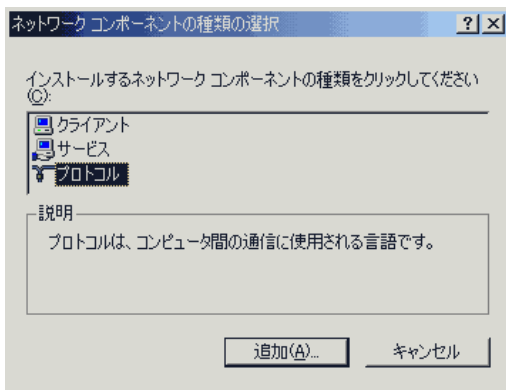 ネットワーク コンポーネントの種類の選択
インストールするネットワーク コンポーネントの種類をクリックしてください
(C):
クライアント
サービス
プロトコル
説明
プロトコルは、コンピュータ間の通信に使用される言語です。
追加(A)...
キャンセル